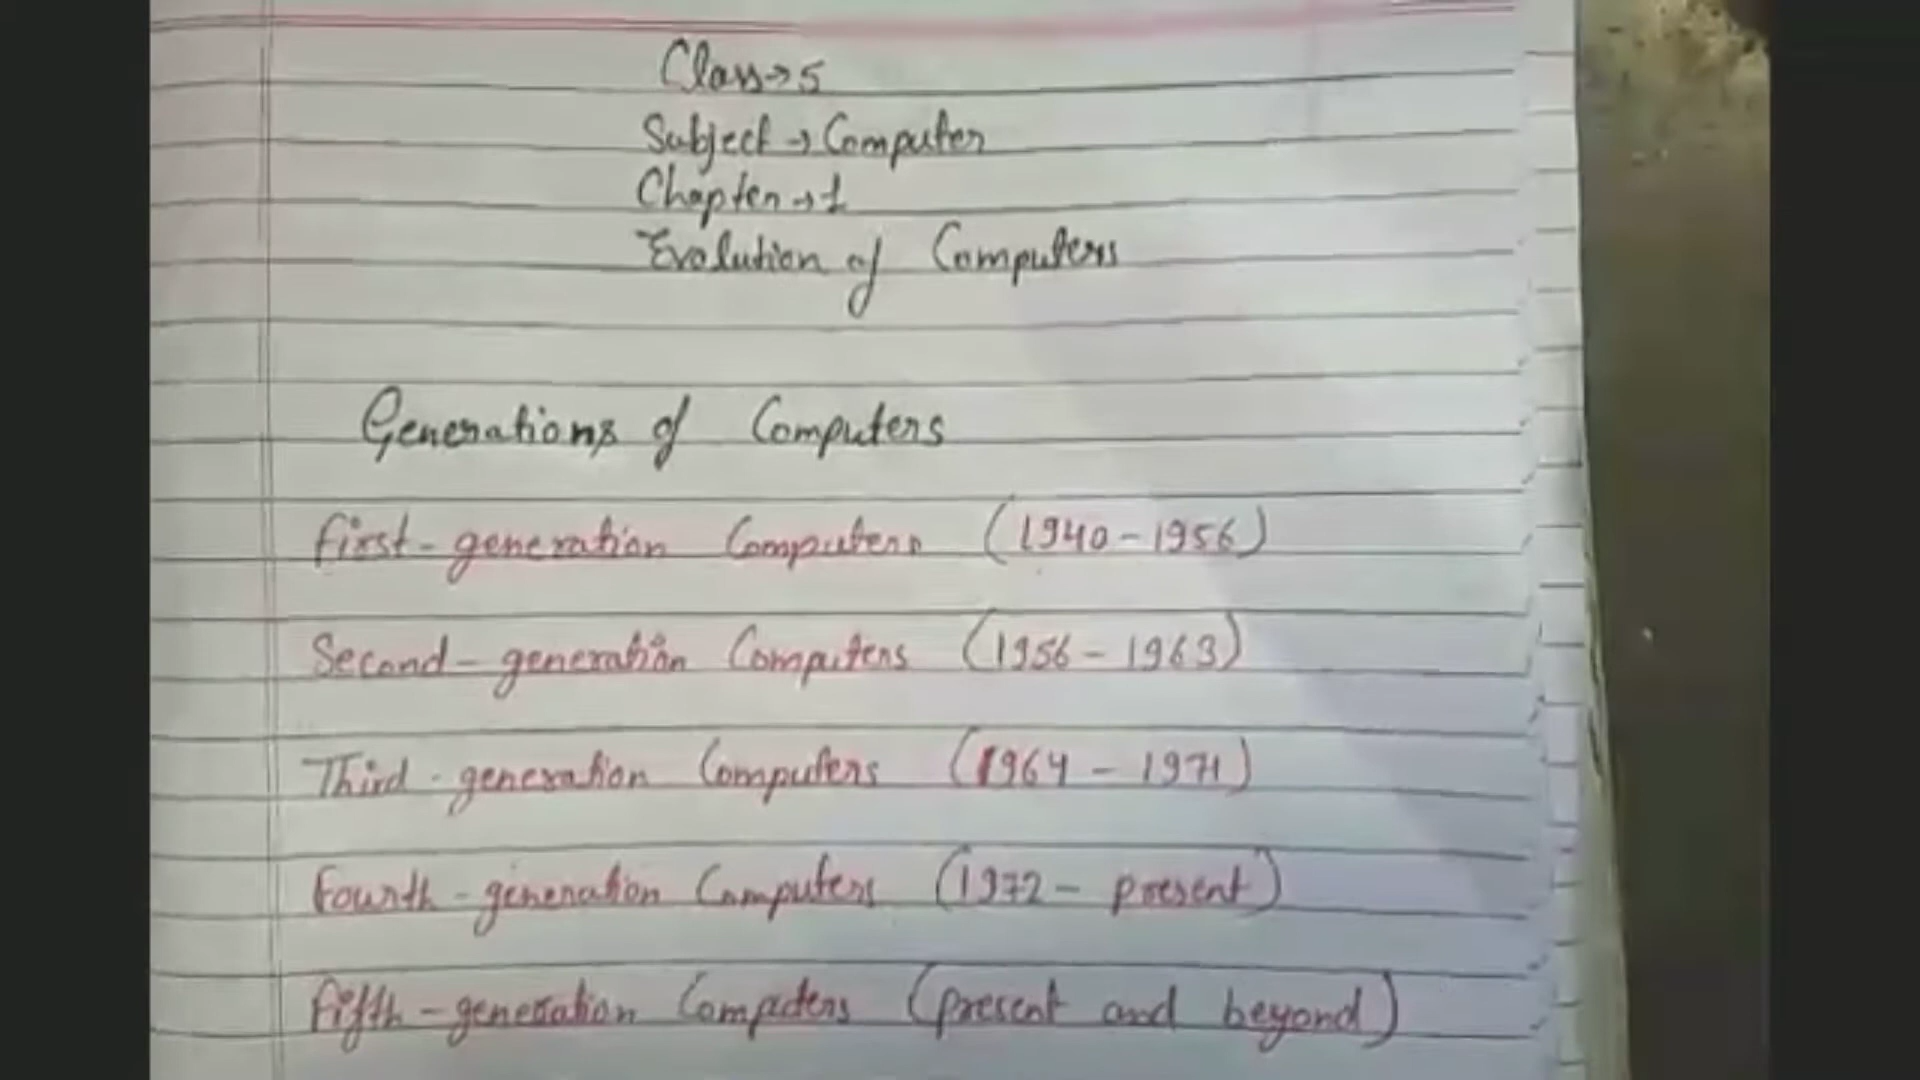 Class→5
Subject→Computer
Chapter→1
Evolution of Computers
Generations of Computers
first-generation Computers (1940-1956)
Second-generation Computers (1956-1963)
Third-generation Computers (1964-1971)
fourth-generation Computers (1972-present)
fifth-generation Computers (present and beyond)